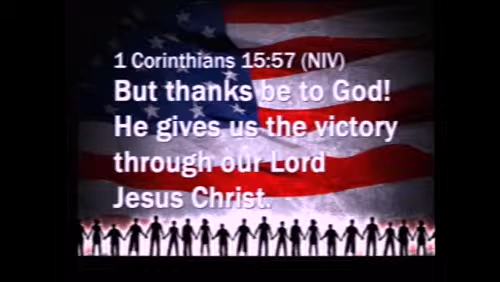 1 Corinthians 15:57 (NIV)
But thanks be to God!
He gives us the victory
through our Lord
Jesus Christ.